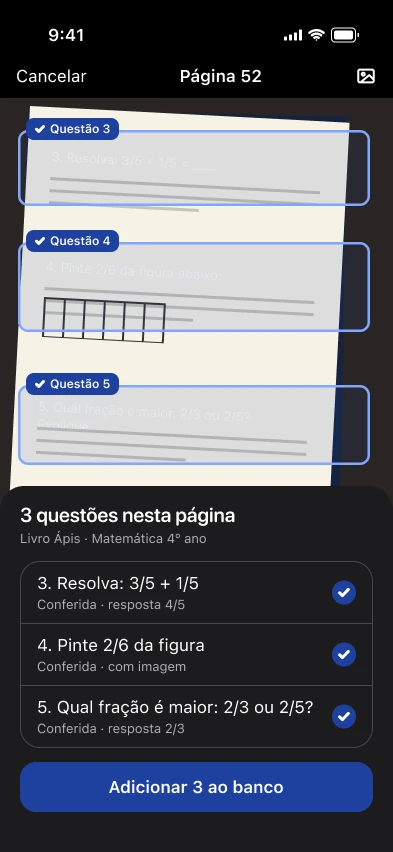 9:41
Cancelar
Página 52
Questão 3
3. Resolva: 3/5 + 1/5 = ____
Questão 4
4. Pinte 2/6 da figura abaixo.
Questão 5
5. Qual fração é maior: 2/3 ou 2/5?
Explique.
3 questões nesta página
Livro Ápis · Matemática 4º ano
3. Resolva: 3/5 + 1/5
Conferida · resposta 4/5
4. Pinte 2/6 da figura
Conferida · com imagem
5. Qual fração é maior: 2/3 ou 2/5?
Conferida · resposta 2/3
Adicionar 3 ao banco